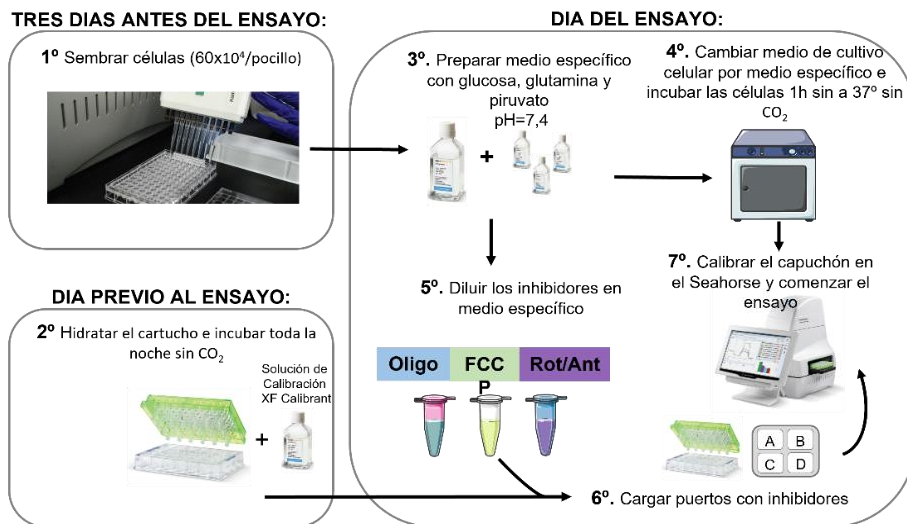 TRES DIAS ANTES DEL ENSAYO:
1º Sembrar células (60x10⁴/pocillo)
DIA PREVIO AL ENSAYO:
2º Hidratar el cartucho e incubar toda la
noche sin CO₂
Solución de
Calibración
XF Calibrant
+
DIA DEL ENSAYO:
3º. Preparar medio específico
con glucosa, glutamina y
piruvato
pH=7,4
+
4º. Cambiar medio de cultivo
celular por medio específico e
incubar las células 1h sin a 37º sin
CO₂
5º. Diluir los inhibidores en
medio específico
Oligo FCC Rot/Ant
P
6º. Cargar puertos con inhibidores
A B
C D
7º. Calibrar el capuchón en
el Seahorse y comenzar el
ensayo